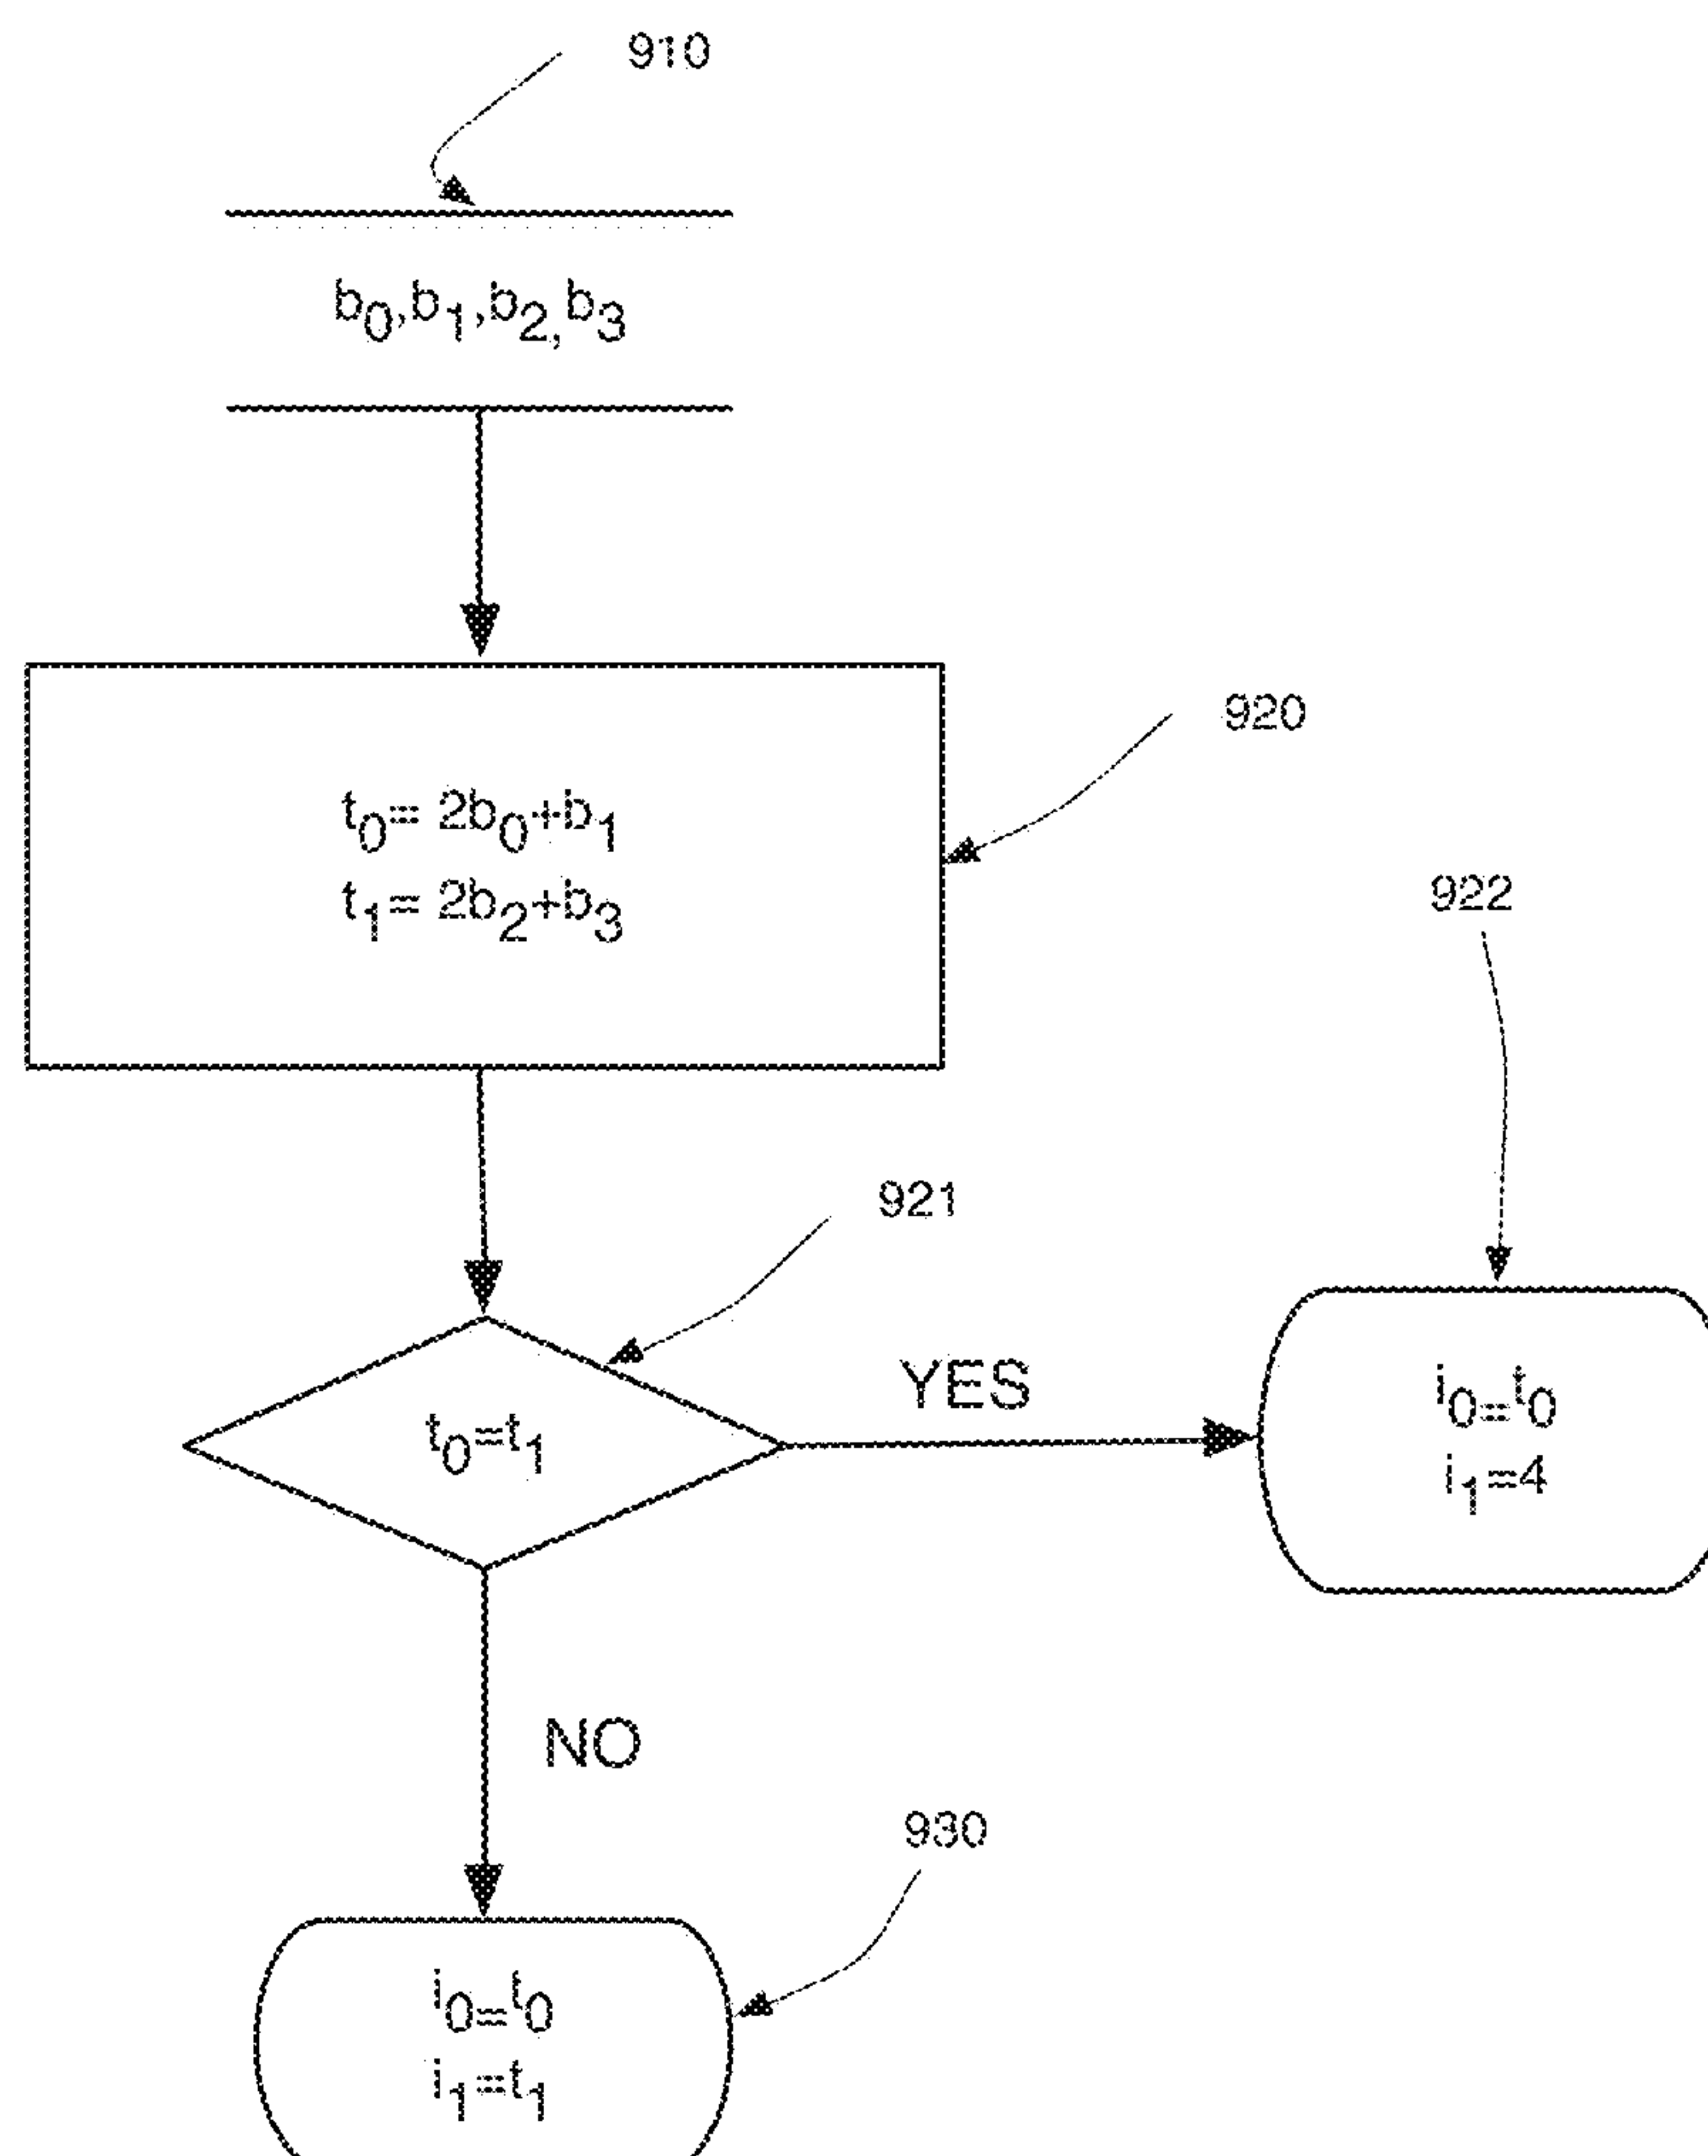 910
b₀,b₁,b₂,b₃
t₀= 2b₀+b₁
t₁= 2b₂+b₃
920
922
921
t₀=t₁
YES
i₀=t₀
i₁=4
NO
930
i₀=t₀
i₁=t₁